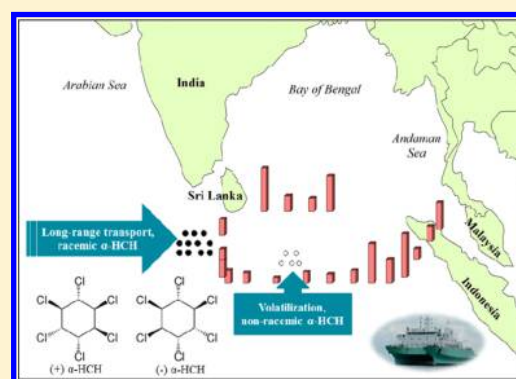 Arabian Sea
India
Bay of Bengal
Andaman
Sea
Sri Lanka
Long-range transport,
racemic α-HCH
Volatilization,
non-racemic α-HCH
Malaysia
Indonesia
Cl
Cl
Cl
Cl
Cl
Cl
(+) α-HCH
Cl
Cl
Cl
Cl
Cl
Cl
(-) α-HCH